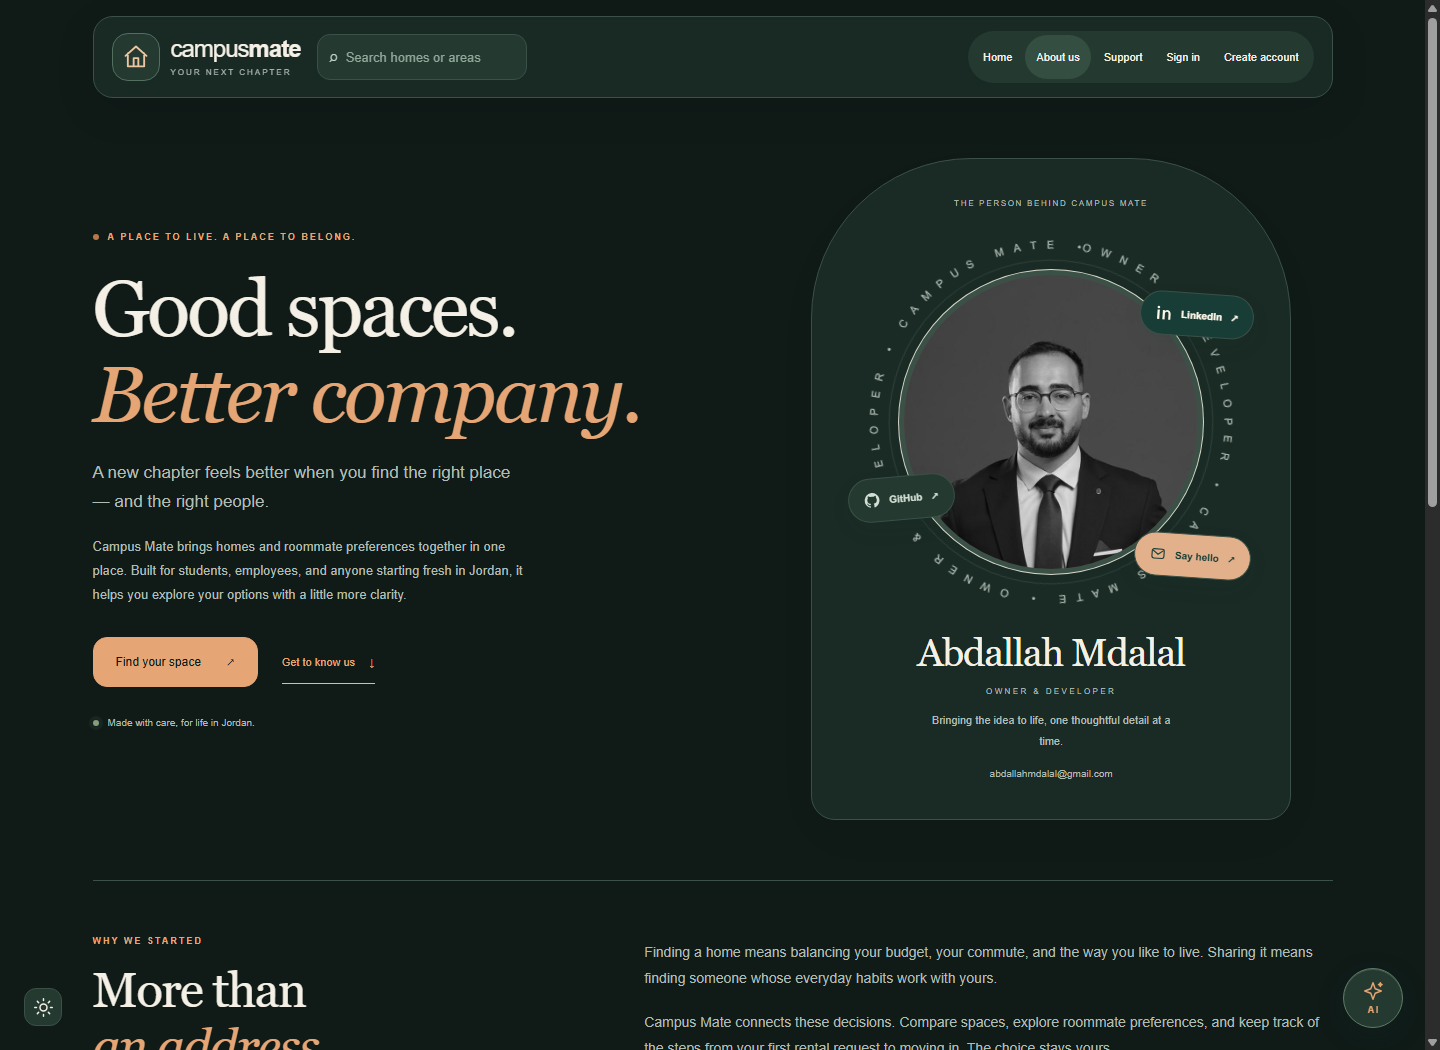 campusmate
YOUR NEXT CHAPTER
Search homes or areas
Home
About us
Support
Sign in
Create account
A PLACE TO LIVE. A PLACE TO BELONG.
Good spaces.
Better company.
A new chapter feels better when you find the right place
— and the right people.
Campus Mate brings homes and roommate preferences together in one
place. Built for students, employees, and anyone starting fresh in Jordan, it
helps you explore your options with a little more clarity.
Find your space ↗
Get to know us ↓
Made with care, for life in Jordan.
THE PERSON BEHIND CAMPUS MATE
CAMPUS MATE • OWNER
VELOPER • CA
S MATE • OWNER &
ELOPER •
in LinkedIn ↗
GitHub ↗
Say hello ↗
Abdallah Mdalal
OWNER & DEVELOPER
Bringing the idea to life, one thoughtful detail at a
time.
abdallahmdalal@gmail.com
WHY WE STARTED
More than
an address
Finding a home means balancing your budget, your commute, and the way you like to live. Sharing it means
finding someone whose everyday habits work with yours.
Campus Mate connects these decisions. Compare spaces, explore roommate preferences, and keep track of
the steps from your first rental request to moving in. The choice stays yours.
AI